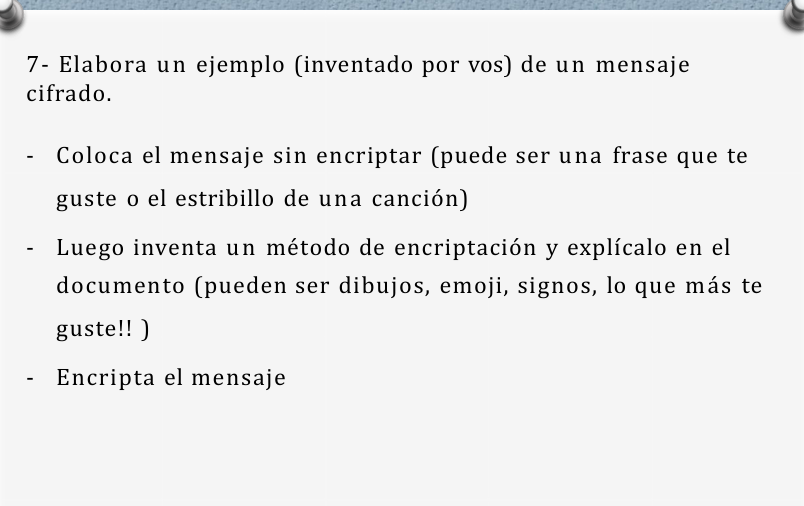 7- Elabora un ejemplo (inventado por vos) de un mensaje
cifrado.
- Coloca el mensaje sin encriptar (puede ser una frase que te
guste o el estribillo de una canción)
- Luego inventa un método de encriptación y explícalo en el
documento (pueden ser dibujos, emoji, signos, lo que más te
guste!! )
- Encripta el mensaje